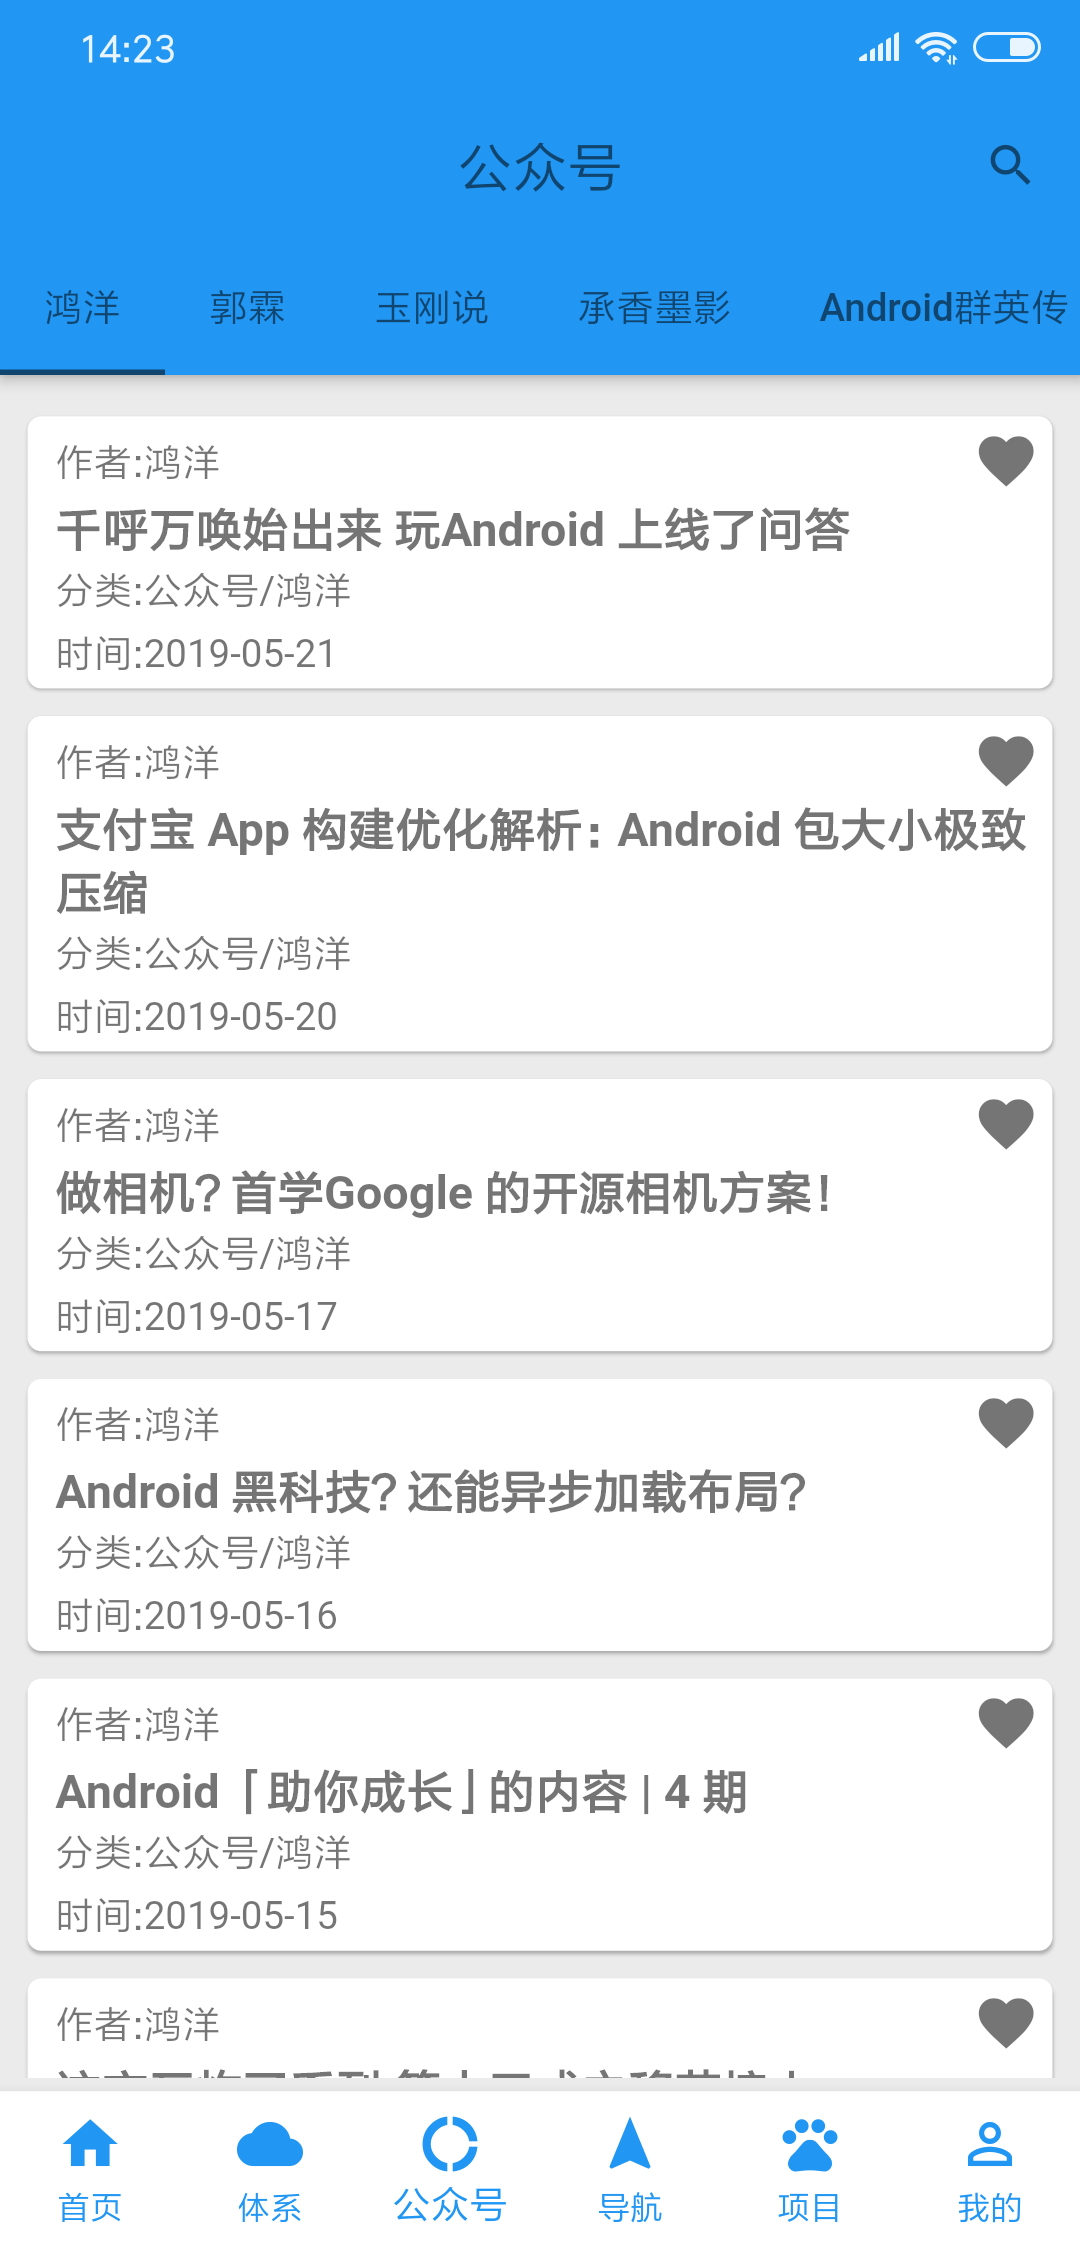 14:23
公众号
鸿洋 郭霖 玉刚说 承香墨影 Android群英传
作者:鸿洋
千呼万唤始出来 玩Android 上线了问答
分类:公众号/鸿洋
时间:2019-05-21
作者:鸿洋
支付宝 App 构建优化解析：Android 包大小极致
压缩
分类:公众号/鸿洋
时间:2019-05-20
作者:鸿洋
做相机？首学Google 的开源相机方案！
分类:公众号/鸿洋
时间:2019-05-17
作者:鸿洋
Android 黑科技？还能异步加载布局？
分类:公众号/鸿洋
时间:2019-05-16
作者:鸿洋
Android「助你成长」的内容 | 4 期
分类:公众号/鸿洋
时间:2019-05-15
作者:鸿洋
首页 体系 公众号 导航 项目 我的